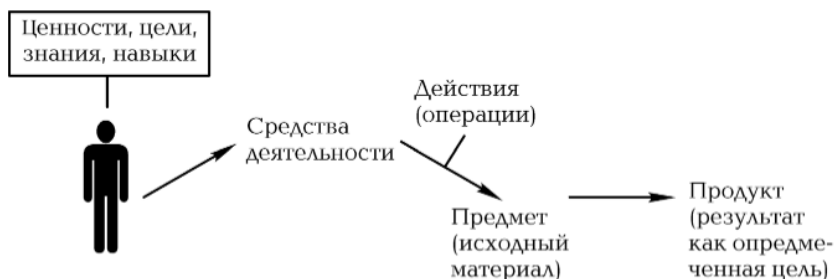 Ценности, цели,
знания, навыки
Действия
(операции)
Средства
деятельности
Предмет
(исходный
материал)
Продукт
(результат
как опредме-
ченная цель)